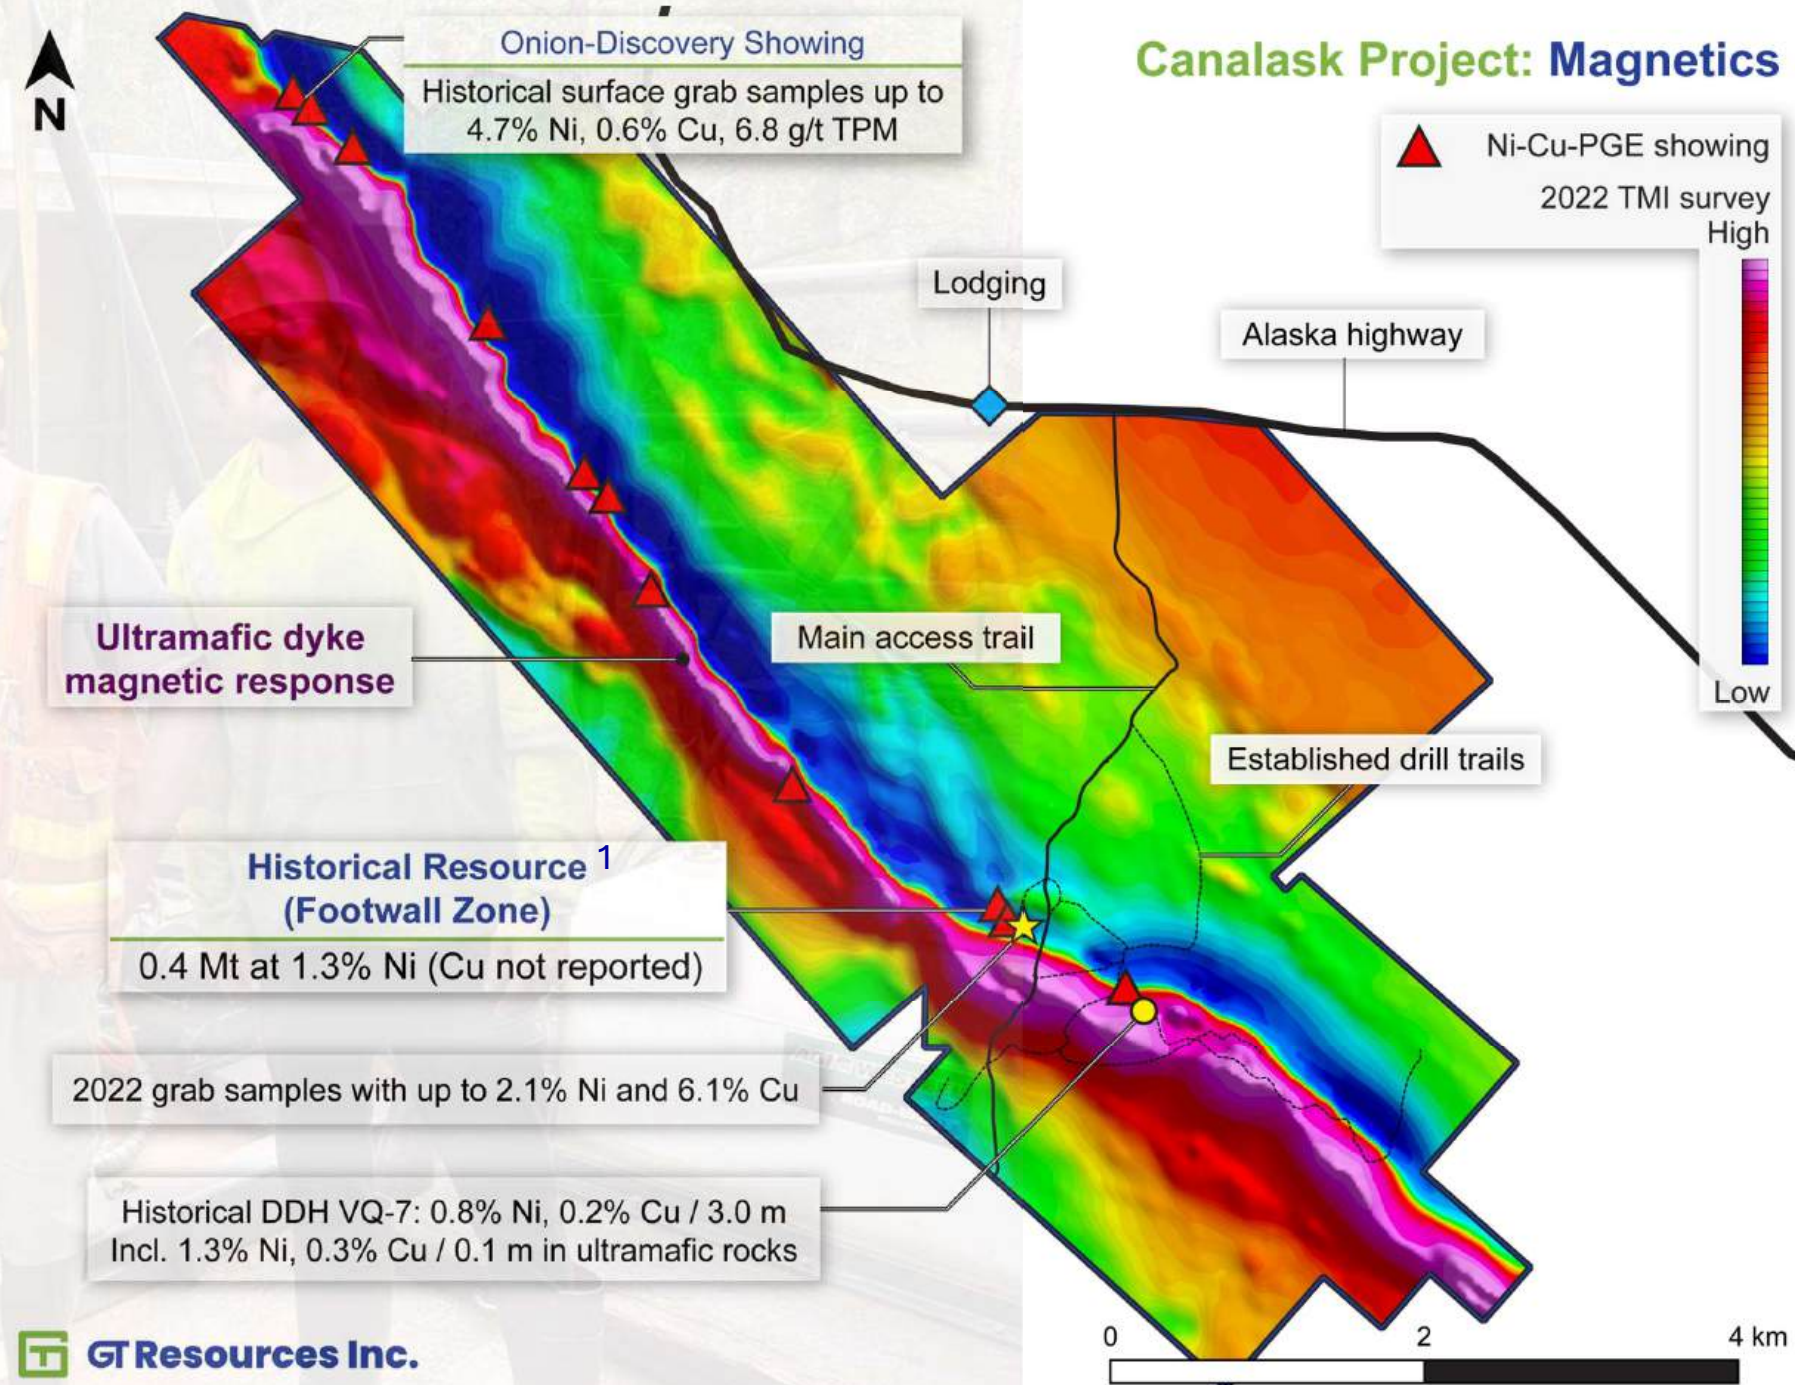 Canalask Project: Magnetics
N
Onion-Discovery Showing
Historical surface grab samples up to
4.7% Ni, 0.6% Cu, 6.8 g/t TPM
Ni-Cu-PGE showing
2022 TMI survey
High
Low
Lodging
Alaska highway
Main access trail
Established drill trails
Ultramafic dyke
magnetic response
Historical Resource 1
(Footwall Zone)
0.4 Mt at 1.3% Ni (Cu not reported)
2022 grab samples with up to 2.1% Ni and 6.1% Cu
Historical DDH VQ-7: 0.8% Ni, 0.2% Cu / 3.0 m
Incl. 1.3% Ni, 0.3% Cu / 0.1 m in ultramafic rocks
GT Resources Inc.
0 2 4 km